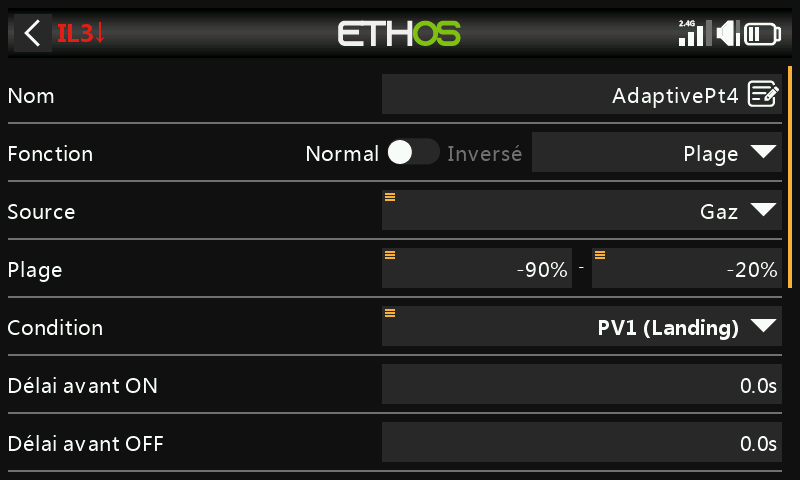 IL3↓ ETHOS 2.4G
Nom AdaptivePt4
Fonction Normal Inversé Plage
Source Gaz
Plage -90% - -20%
Condition PV1 (Landing)
Délai avant ON 0.0s
Délai avant OFF 0.0s